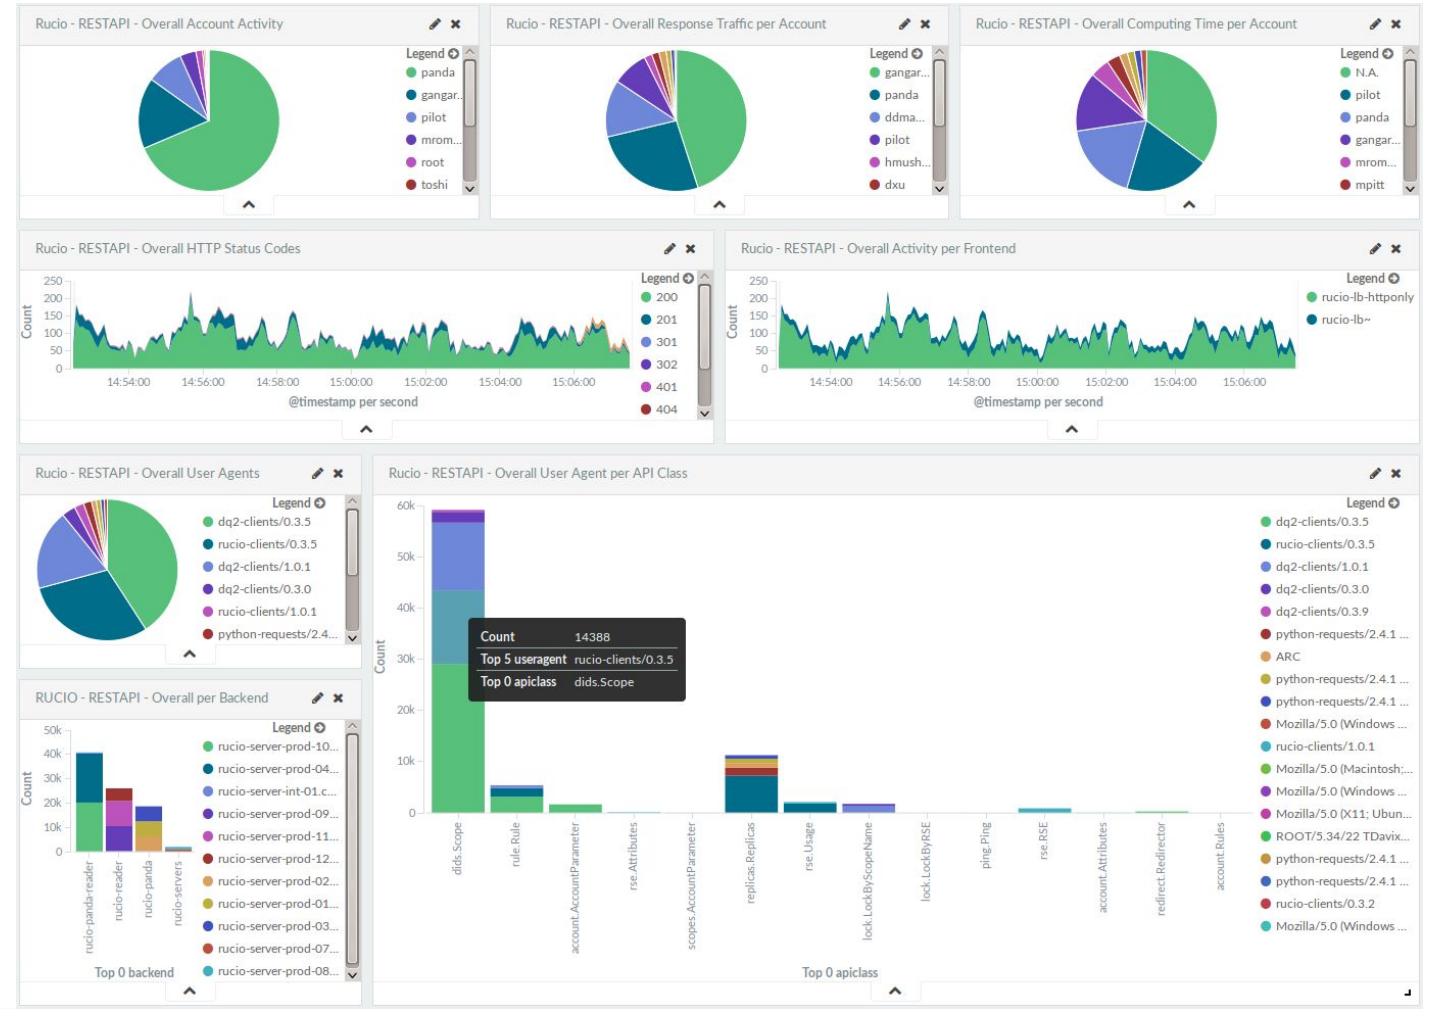 Rucio - RESTAPI - Overall Account Activity
Legend
panda
gangar...
pilot
mrom...
root
toshi
Rucio - RESTAPI - Overall Response Traffic per Account
Legend
gangar...
panda
ddma...
pilot
hmush...
dxu
Rucio - RESTAPI - Overall Computing Time per Account
Legend
N.A.
pilot
panda
gangar...
mrom...
mpitt
Rucio - RESTAPI - Overall HTTP Status Codes
Legend
200
201
301
302
401
404
Count
250
200
150
100
50
0
14:54:00 14:56:00 14:58:00 15:00:00 15:02:00 15:04:00 15:06:00
@timestamp per second
Rucio - RESTAPI - Overall Activity per Frontend
Legend
rucio-lb-httponly
rucio-lb~
Count
250
200
150
100
50
0
14:54:00 14:56:00 14:58:00 15:00:00 15:02:00 15:04:00 15:06:00
@timestamp per second
Rucio - RESTAPI - Overall User Agents
Legend
dq2-clients/0.3.5
rucio-clients/0.3.5
dq2-clients/1.0.1
dq2-clients/0.3.0
rucio-clients/1.0.1
python-requests/2.4...
RUCIO - RESTAPI - Overall per Backend
Legend
rucio-server-prod-10...
rucio-server-prod-04...
rucio-server-int-01.c...
rucio-server-prod-09...
rucio-server-prod-11...
rucio-server-prod-12...
rucio-server-prod-02...
rucio-server-prod-01...
rucio-server-prod-03...
rucio-server-prod-07...
rucio-server-prod-08...
Count
50k
40k
30k
20k
10k
0
rucio-panda-reader
rucio-reader
rucio-panda
rucio-servers
Top 0 backend
Rucio - RESTAPI - Overall User Agent per API Class
Count
60k
50k
40k
30k
20k
10k
0
Count 14388
Top 5 useragent rucio-clients/0.3.5
Top 0 apiclass dids.Scope
dids.Scope
rule.Rule
account.AccountParameter
rse.Attributes
scopes.AccountParameter
replicas.Replicas
rse.Usage
lock.LockByScopeName
lock.LockByRSE
ping.Ping
rse.RSE
account.Attributes
redirect.Redirector
account.Rules
Top 0 apiclass
Legend
dq2-clients/0.3.5
rucio-clients/0.3.5
dq2-clients/1.0.1
dq2-clients/0.3.0
dq2-clients/0.3.9
python-requests/2.4.1 ...
ARC
python-requests/2.4.1 ...
python-requests/2.4.1 ...
Mozilla/5.0 (Windows ...
rucio-clients/1.0.1
Mozilla/5.0 (Macintosh;...
Mozilla/5.0 (Windows ...
Mozilla/5.0 (X11; Ubun...
ROOT/5.34/22 TDavix...
python-requests/2.4.1 ...
python-requests/2.4.1 ...
rucio-clients/0.3.2
Mozilla/5.0 (Windows ...